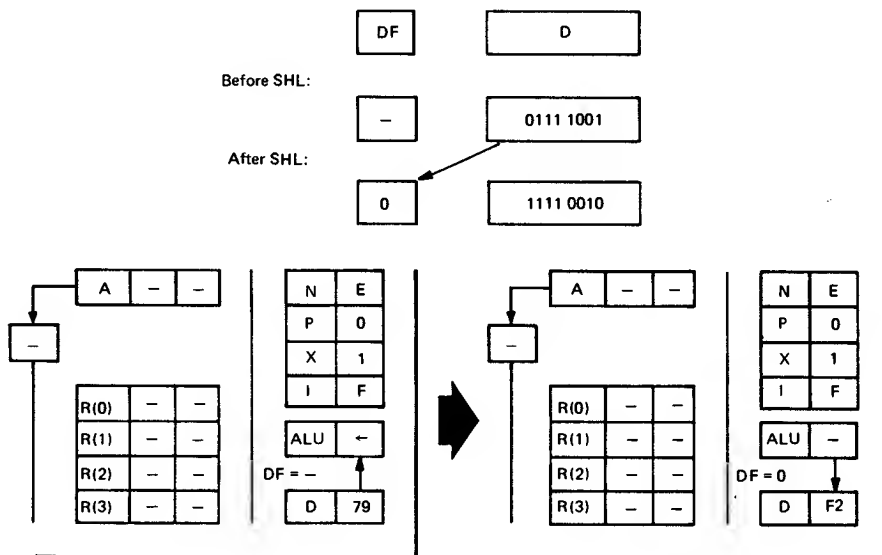 DF D
Before SHL:
– 0111 1001
After SHL:
0 1111 0010
A – –
N E
–
P 0
X 1
I F
R(0) – –
R(1) – –
R(2) – –
R(3) – –
ALU ←
DF = –
D 79
A – –
N E
–
P 0
X 1
I F
R(0) – –
R(1) – –
R(2) – –
R(3) – –
ALU –
DF = 0
D F2